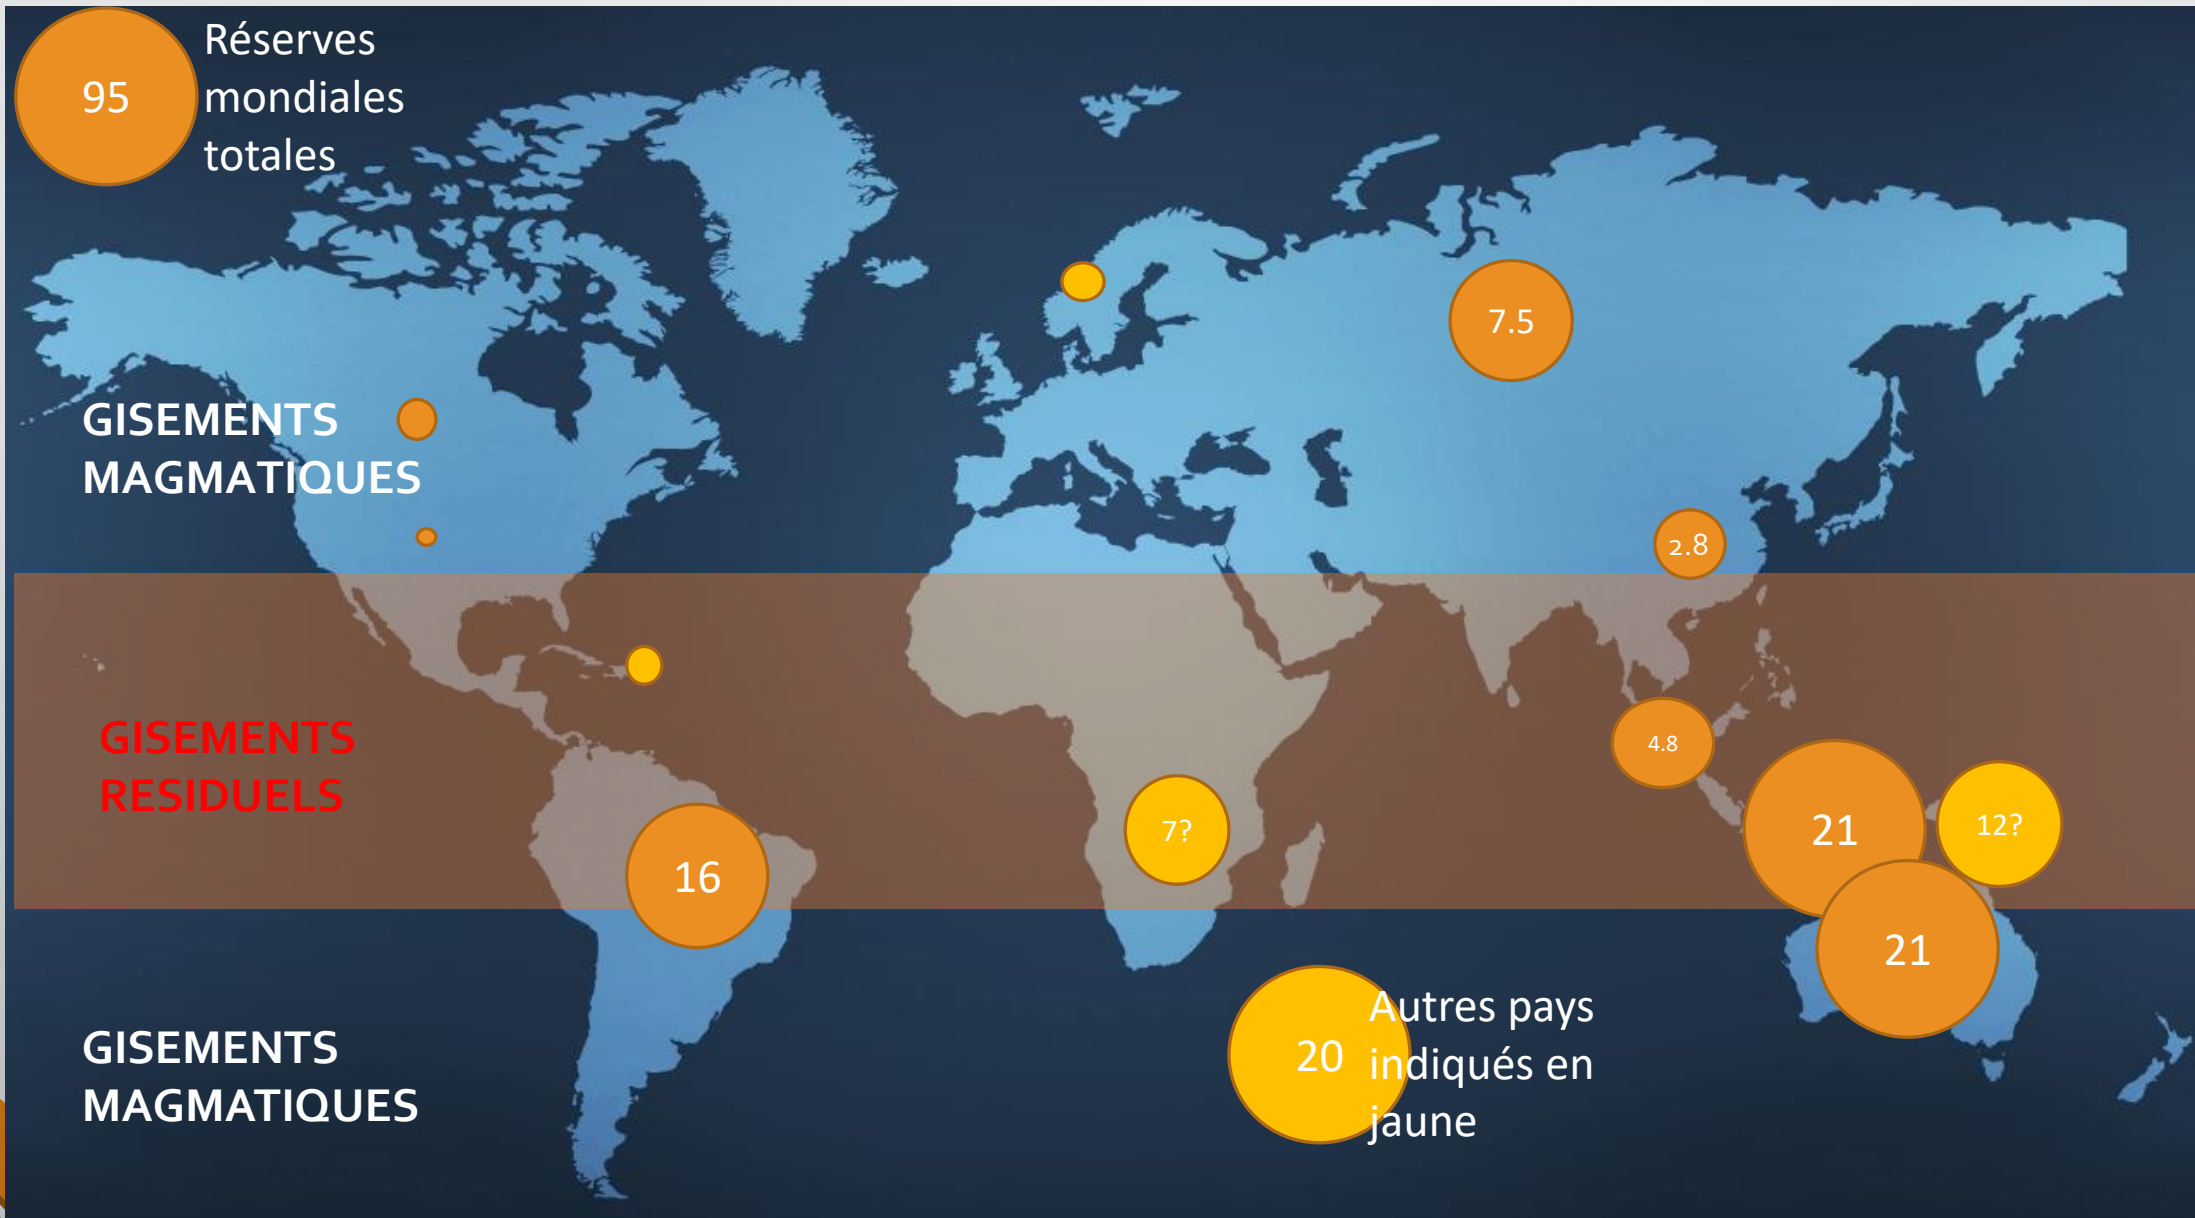 95
Réserves
mondiales
totales
7.5
GISEMENTS
MAGMATIQUES
2.8
GISEMENTS
RESIDUELS
4.8
16
7?
21
12?
21
GISEMENTS
MAGMATIQUES
20
Autres pays
indiqués en
jaune